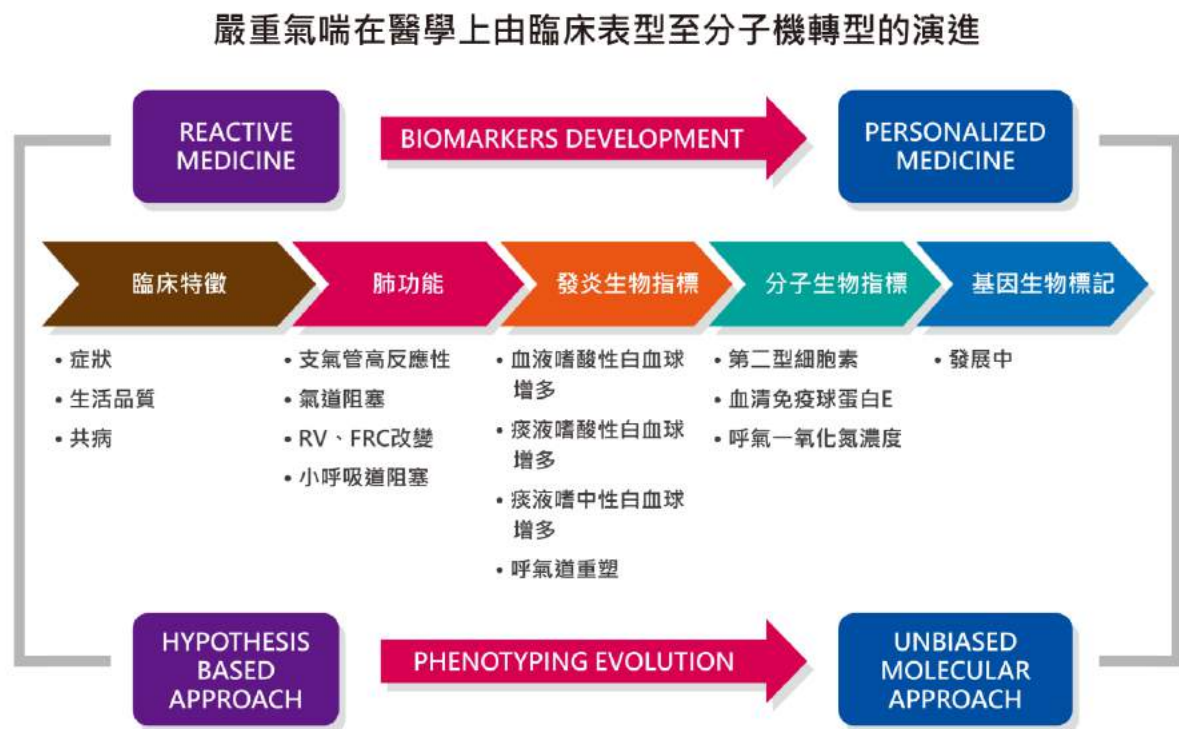 嚴重氣喘在醫學上由臨床表型至分子機轉型的演進
REACTIVE
MEDICINE
BIOMARKERS DEVELOPMENT
PERSONALIZED
MEDICINE
臨床特徵
肺功能
發炎生物指標
分子生物指標
基因生物標記
• 症狀
• 生活品質
• 共病
• 支氣管高反應性
• 氣道阻塞
• RV、FRC改變
• 小呼吸道阻塞
• 血液嗜酸性白血球
增多
• 痰液嗜酸性白血球
增多
• 痰液嗜中性白血球
增多
• 呼氣道重塑
• 第二型細胞素
• 血清免疫球蛋白E
• 呼氣一氧化氮濃度
• 發展中
HYPOTHESIS
BASED
APPROACH
PHENOTYPING EVOLUTION
UNBIASED
MOLECULAR
APPROACH